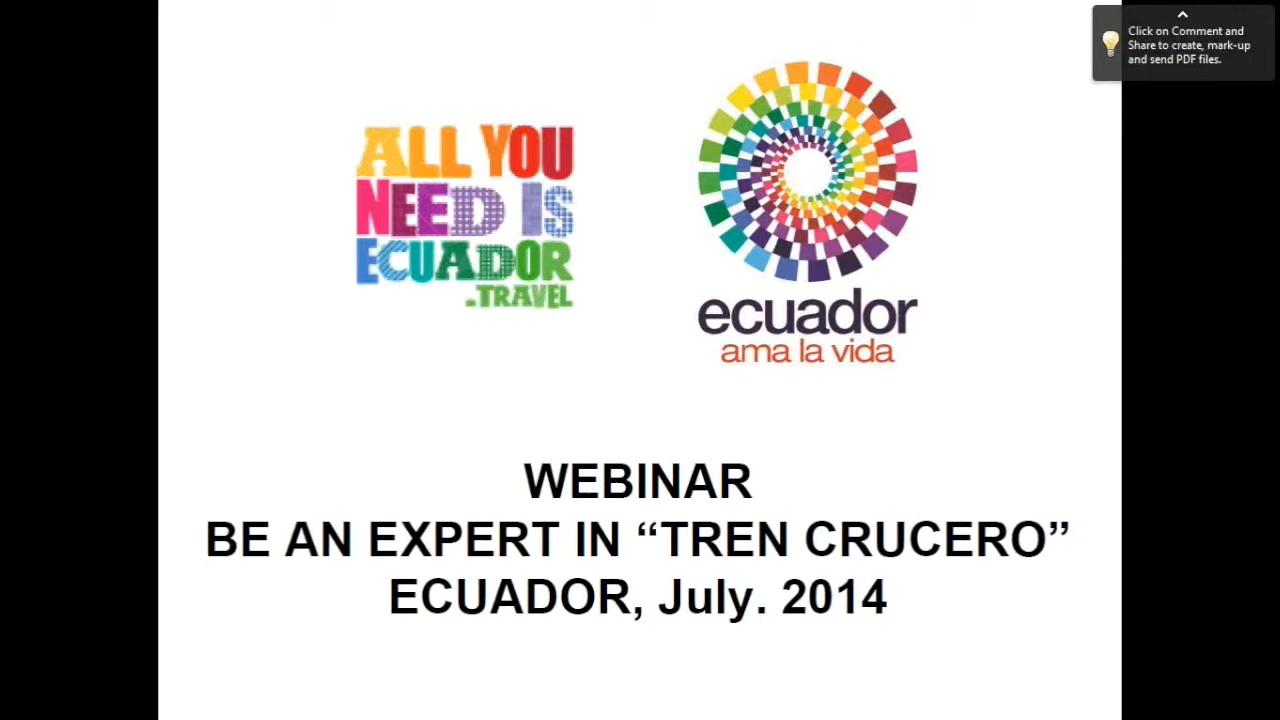 Click on Comment and
Share to create, mark-up
and send PDF files.
ALL YOU
NEED IS
ECUADOR
.TRAVEL
ecuador
ama la vida
WEBINAR
BE AN EXPERT IN “TREN CRUCERO”
ECUADOR, July. 2014